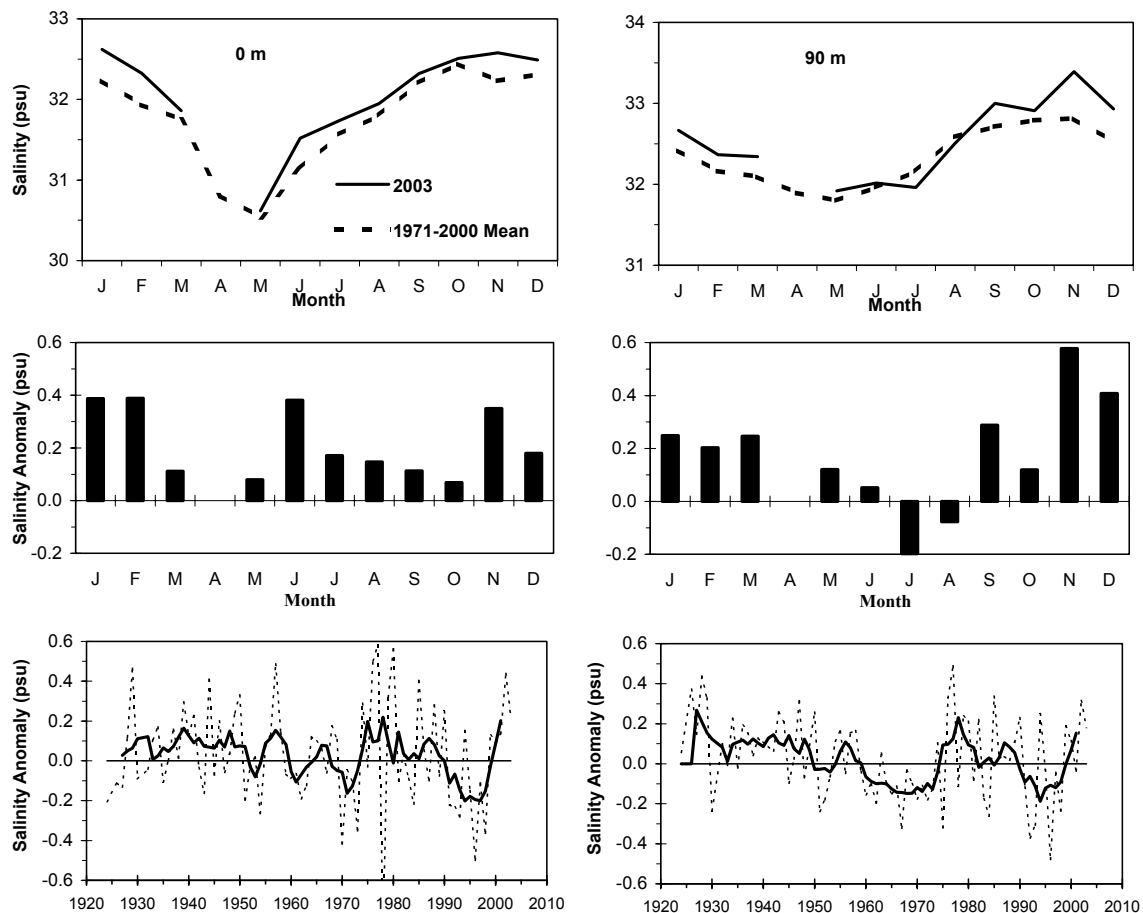 33
32
31
30
Salinity (psu)
0 m
2003
1971-2000 Mean
J F M A M J J A S O N D
Month
34
33
32
31
90 m
J F M A M J J A S O N D
Month
0.6
0.4
0.2
0.0
-0.2
Salinity Anomaly (psu)
J F M A M J J A S O N D
Month
0.6
0.4
0.2
0.0
-0.2
J F M A M J J A S O N D
Month
0.6
0.4
0.2
0.0
-0.2
-0.4
-0.6
Salinity Anomaly (psu)
1920 1930 1940 1950 1960 1970 1980 1990 2000 2010
0.6
0.4
0.2
0.0
-0.2
-0.4
-0.6
Salinity Anomaly (psu)
1920 1930 1940 1950 1960 1970 1980 1990 2000 2010